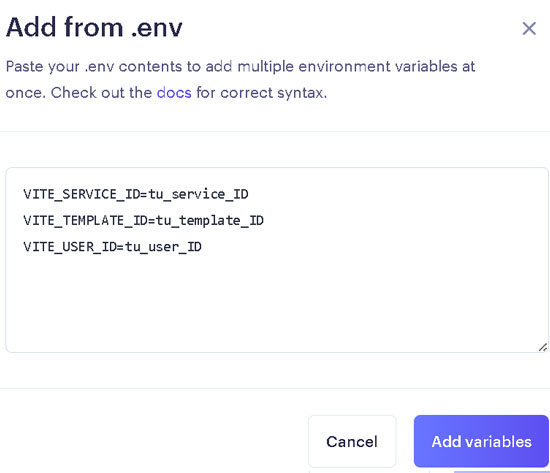 Add from .env
Paste your .env contents to add multiple environment variables at
once. Check out the docs for correct syntax.
VITE_SERVICE_ID=tu_service_ID
VITE_TEMPLATE_ID=tu_template_ID
VITE_USER_ID=tu_user_ID
Cancel
Add variables